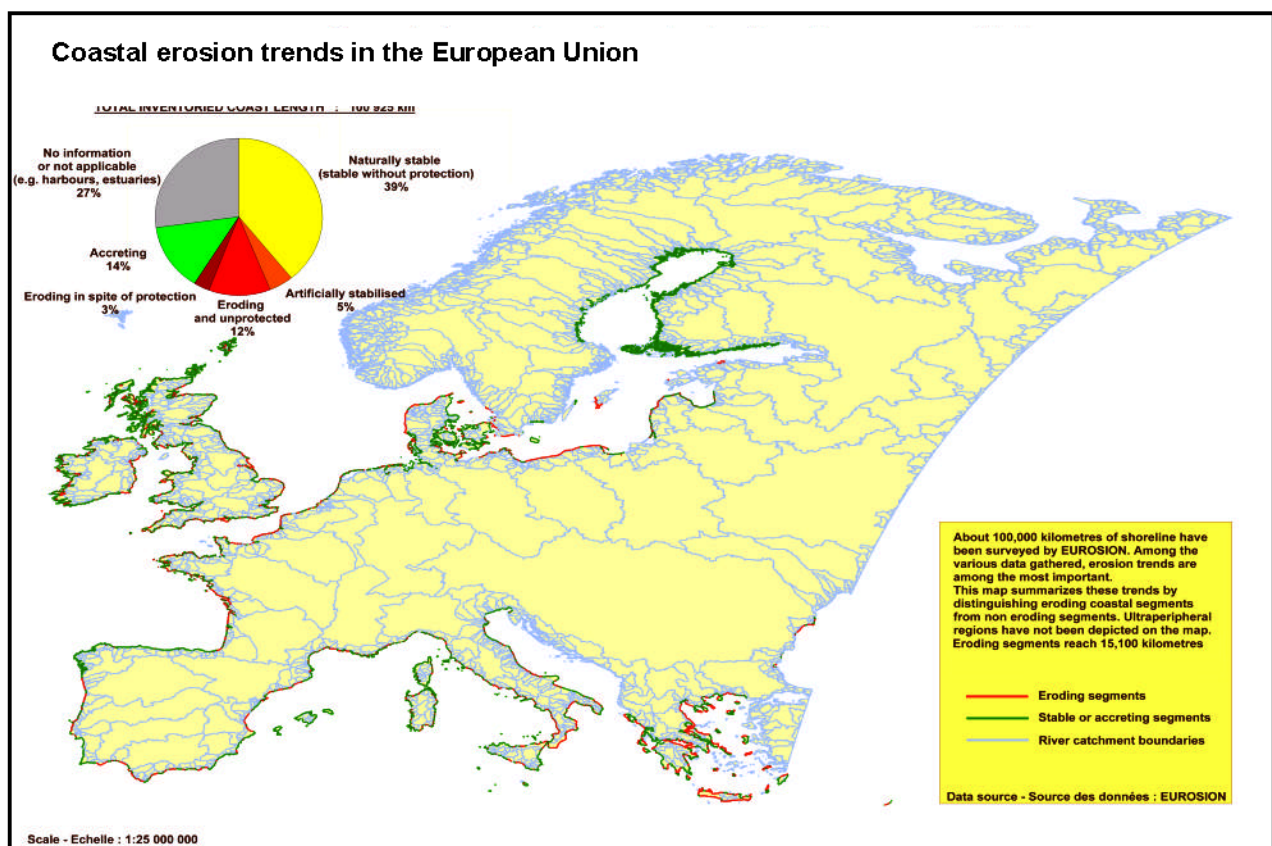 Coastal erosion trends in the European Union
TOTAL INVENTORIED COAST LENGTH : 100 925 km
No information
or not applicable
(e.g. harbours, estuaries)
27%
Naturally stable
(stable without protection)
39%
Accreting
14%
Eroding in spite of protection
3%
Eroding
and unprotected
12%
Artificially stabilised
5%
About 100,000 kilometres of shoreline have
been surveyed by EUROSION. Among the
various data gathered, erosion trends are
among the most important.
This map summarizes these trends by
distinguishing eroding coastal segments
from non eroding segments. Ultraperipheral
regions have not been depicted on the map.
Eroding segments reach 15,100 kilometres
Eroding segments
Stable or accreting segments
River catchment boundaries
Data source - Source des données : EUROSION
Scale - Echelle : 1:25 000 000